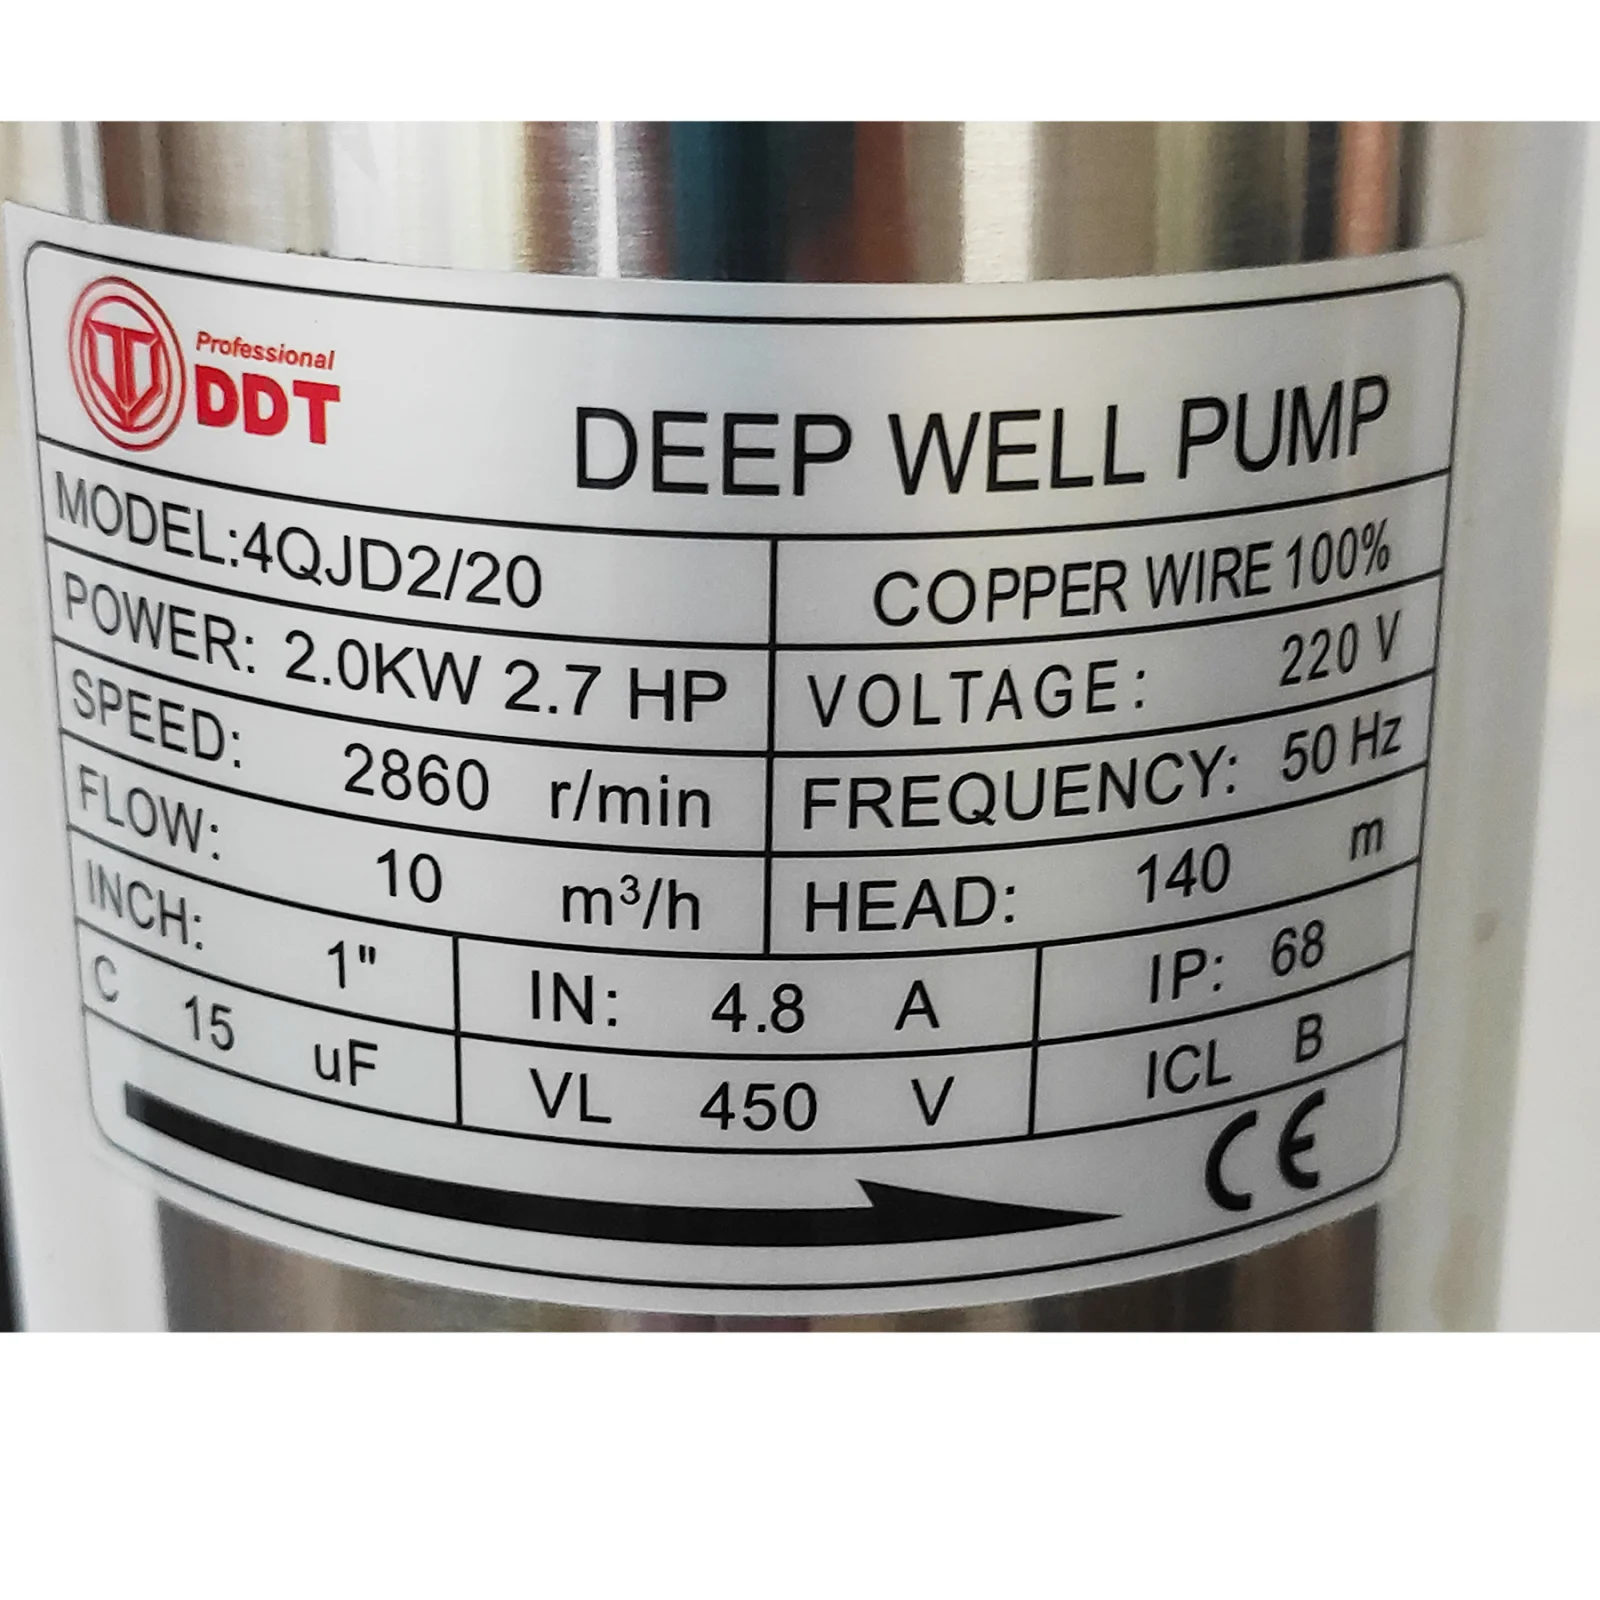 Professional
DDT
DEEP WELL PUMP
MODEL:4QJD2/20 COPPER WIRE 100%
POWER: 2.0KW 2.7 HP VOLTAGE: 220 V
SPEED: 2860 r/min FREQUENCY: 50 Hz
FLOW: 10 m³/h HEAD: 140 m
INCH: 1" IN: 4.8 A IP: 68
C 15 uF VL 450 V ICL B
CE